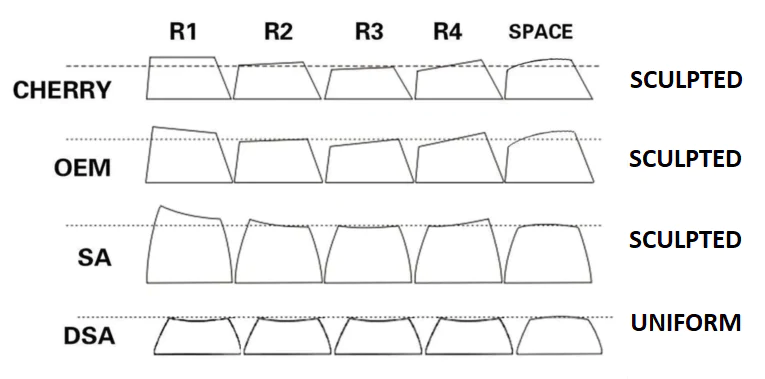 R1 R2 R3 R4 SPACE
CHERRY SCULPTED
OEM SCULPTED
SA SCULPTED
DSA UNIFORM